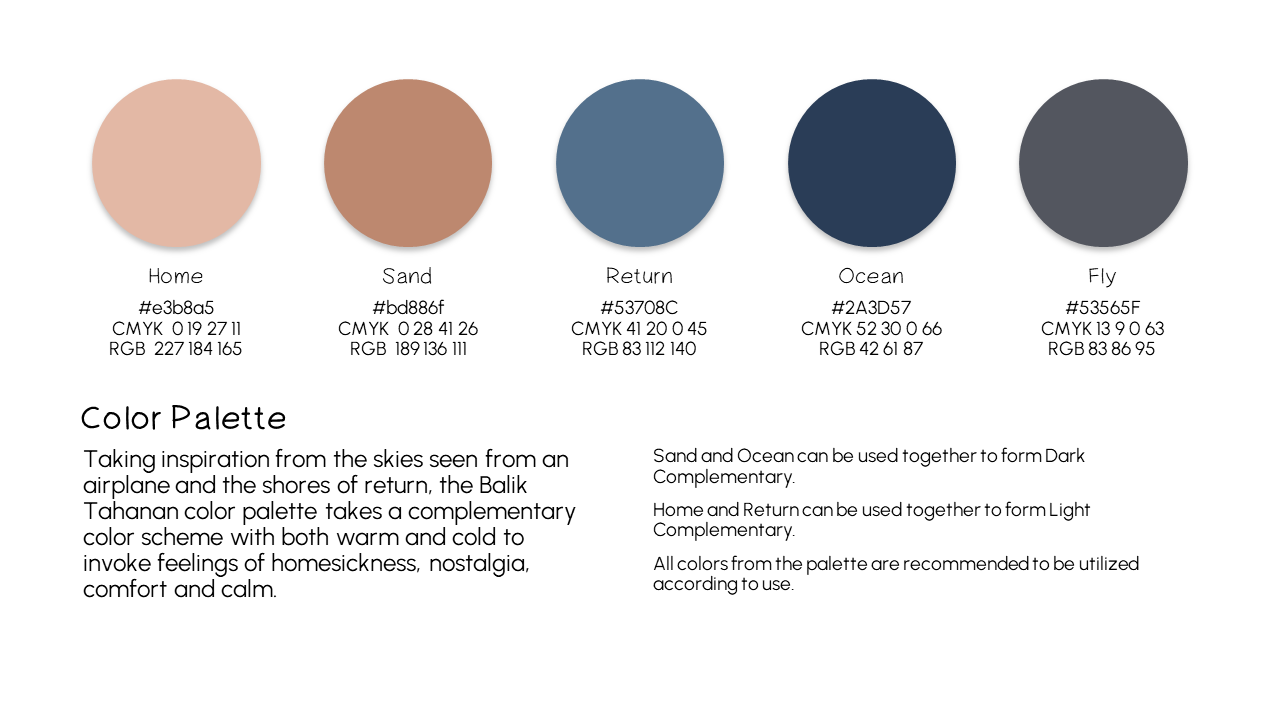 Home
#e3b8a5
CMYK 0 19 27 11
RGB 227 184 165
Sand
#bd886f
CMYK 0 28 41 26
RGB 189 136 111
Return
#53708C
CMYK 41 20 0 45
RGB 83 112 140
Ocean
#2A3D57
CMYK 52 30 0 66
RGB 42 61 87
Fly
#53565F
CMYK 13 9 0 63
RGB 83 86 95
Color Palette
Taking inspiration from the skies seen from an
airplane and the shores of return, the Balik
Tahanan color palette takes a complementary
color scheme with both warm and cold to
invoke feelings of homesickness, nostalgia,
comfort and calm.
Sand and Ocean can be used together to form Dark
Complementary.
Home and Return can be used together to form Light
Complementary.
All colors from the palette are recommended to be utilized
according to use.